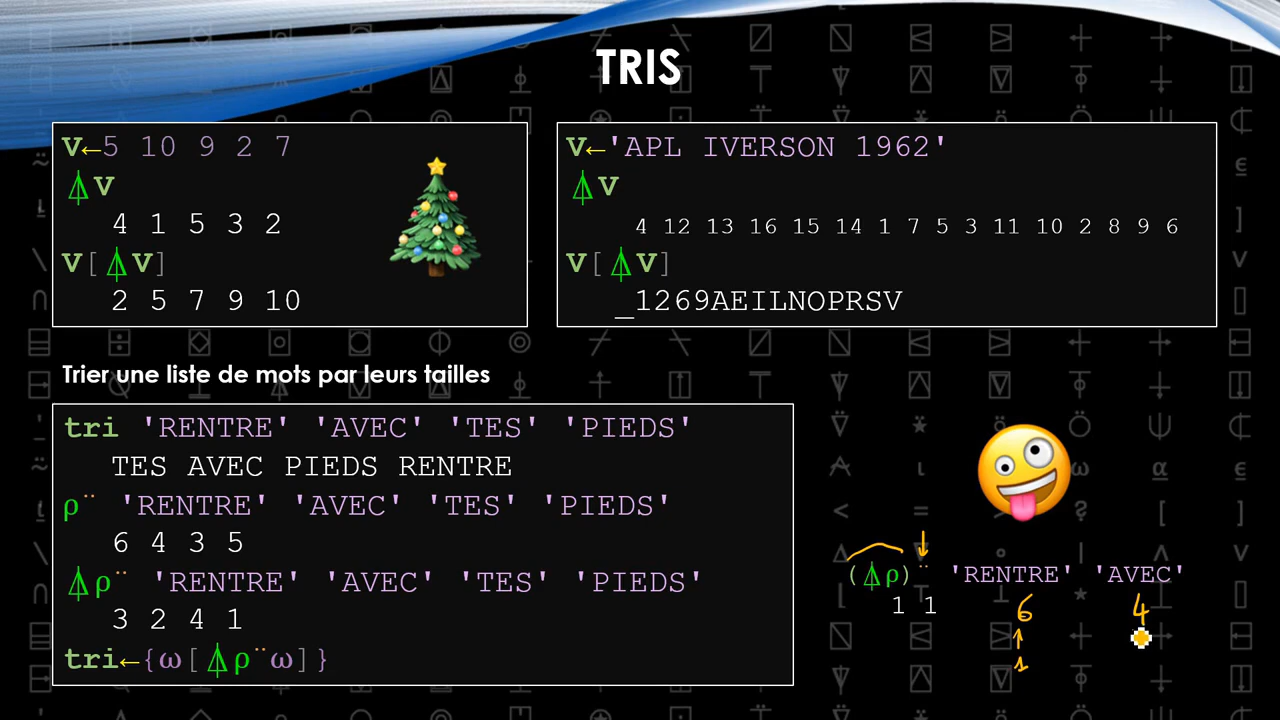 TRIS
V←5 10 9 2 7
⍋V
4 1 5 3 2
V[⍋V]
2 5 7 9 10
V←'APL IVERSON 1962'
⍋V
4 12 13 16 15 14 1 7 5 3 11 10 2 8 9 6
V[⍋V]
_1269AEILNOPRSV
Trier une liste de mots par leurs tailles
tri 'RENTRE' 'AVEC' 'TES' 'PIEDS'
TES AVEC PIEDS RENTRE
⍴¨ 'RENTRE' 'AVEC' 'TES' 'PIEDS'
6 4 3 5
⍋⍴¨ 'RENTRE' 'AVEC' 'TES' 'PIEDS'
3 2 4 1
tri←{⍵[⍋⍴¨⍵]}
(⍋⍴)¨ 'RENTRE' 'AVEC'
1 1
6 4
1